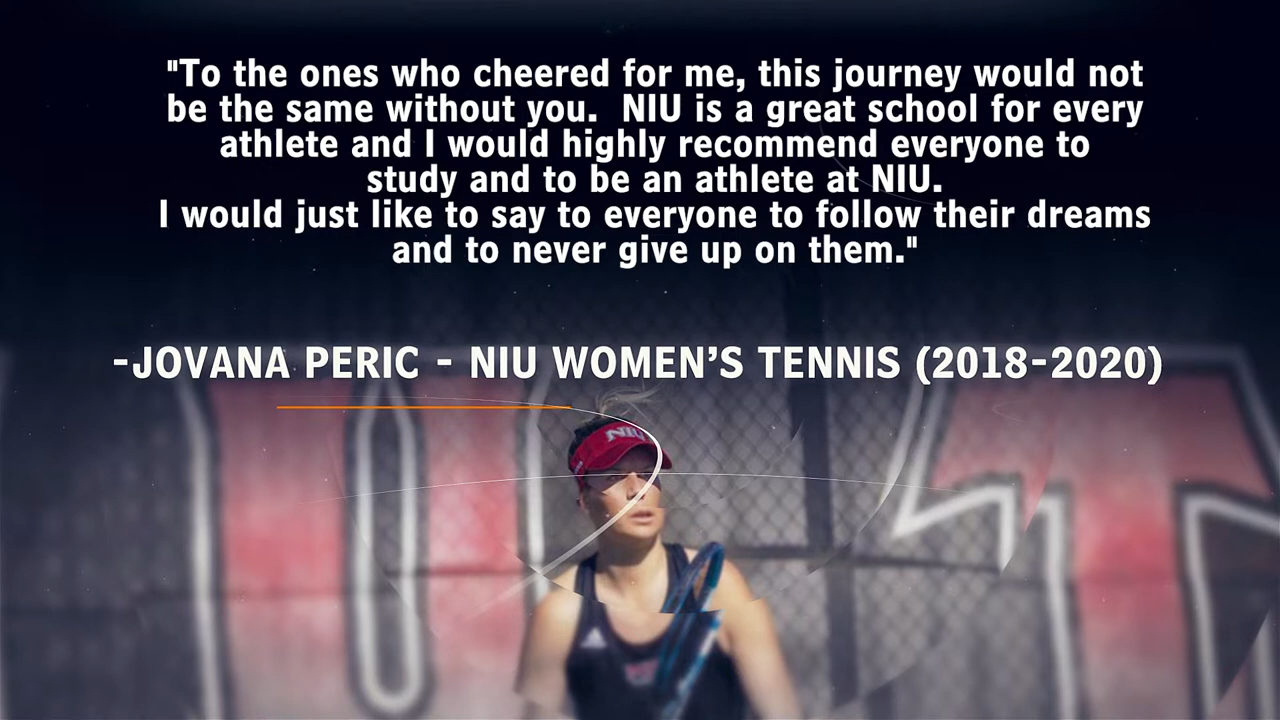 "To the ones who cheered for me, this journey would not
be the same without you.  NIU is a great school for every
athlete and I would highly recommend everyone to
study and to be an athlete at NIU.
I would just like to say to everyone to follow their dreams
and to never give up on them."
-JOVANA PERIC - NIU WOMEN’S TENNIS (2018-2020)
NIU